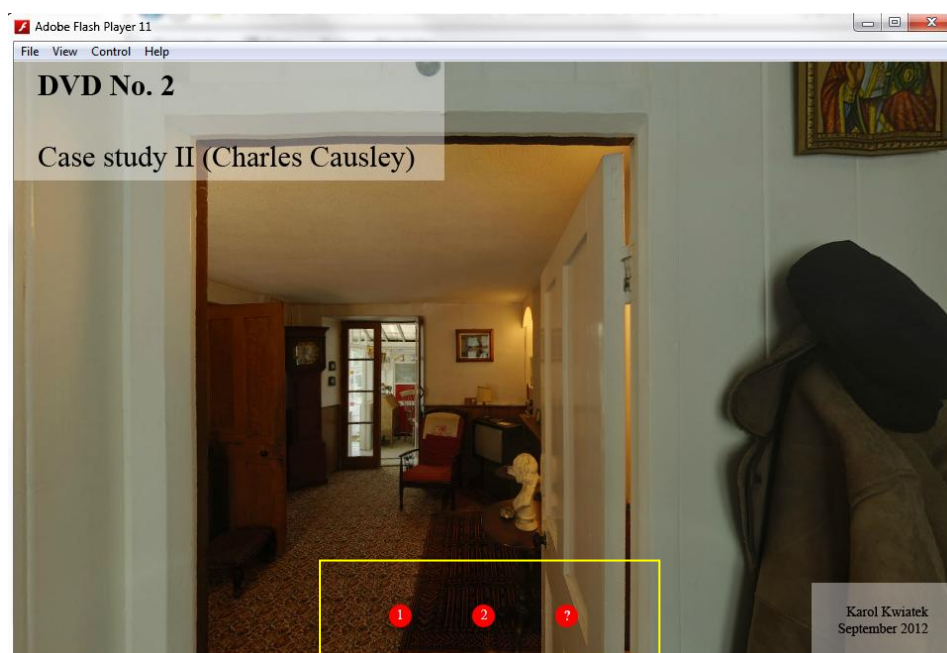 Adobe Flash Player 11
File View Control Help
DVD No. 2
Case study II (Charles Causley)
1 2 ?
Karol Kwiatek
September 2012